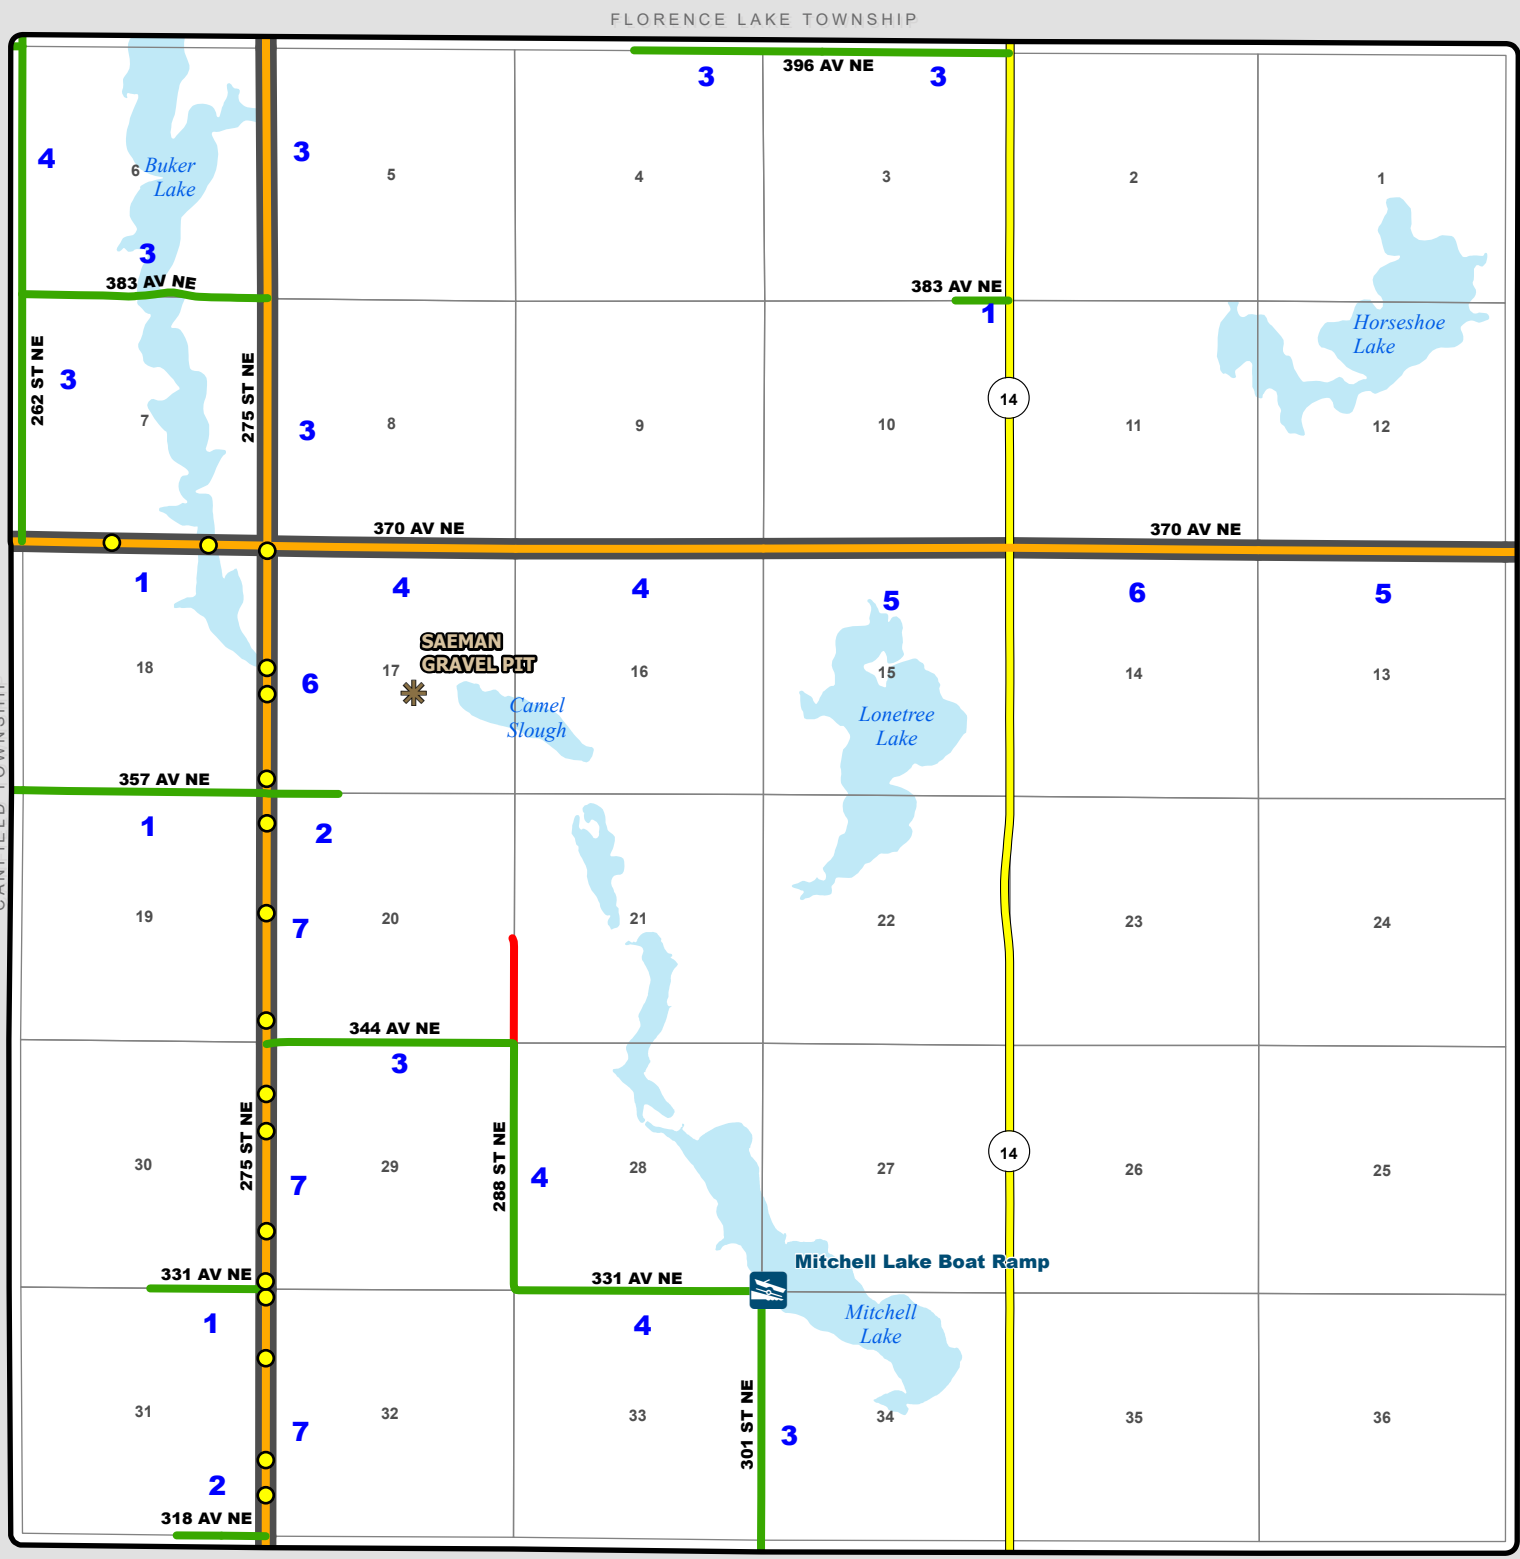 FLORENCE LAKE TOWNSHIP
396 AV NE
3
3
4
3
6
Buker
Lake
5
4
3
2
1
3
383 AV NE
383 AV NE
1
Horseshoe
Lake
262 ST NE
3
275 ST NE
14
7
3
8
9
10
11
12
370 AV NE
370 AV NE
1
4
4
5
6
5
SAEMAN
GRAVEL PIT
18
6
17
16
15
14
13
Camel
Slough
Lonetree
Lake
CANFIELD TOWNSHIP
357 AV NE
1
2
19
7
20
21
22
23
24
344 AV NE
3
275 ST NE
288 ST NE
14
30
7
29
4
28
27
26
25
331 AV NE
331 AV NE
Mitchell Lake Boat Ramp
1
4
Mitchell
Lake
31
7
32
33
301 ST NE
3
34
35
36
2
318 AV NE